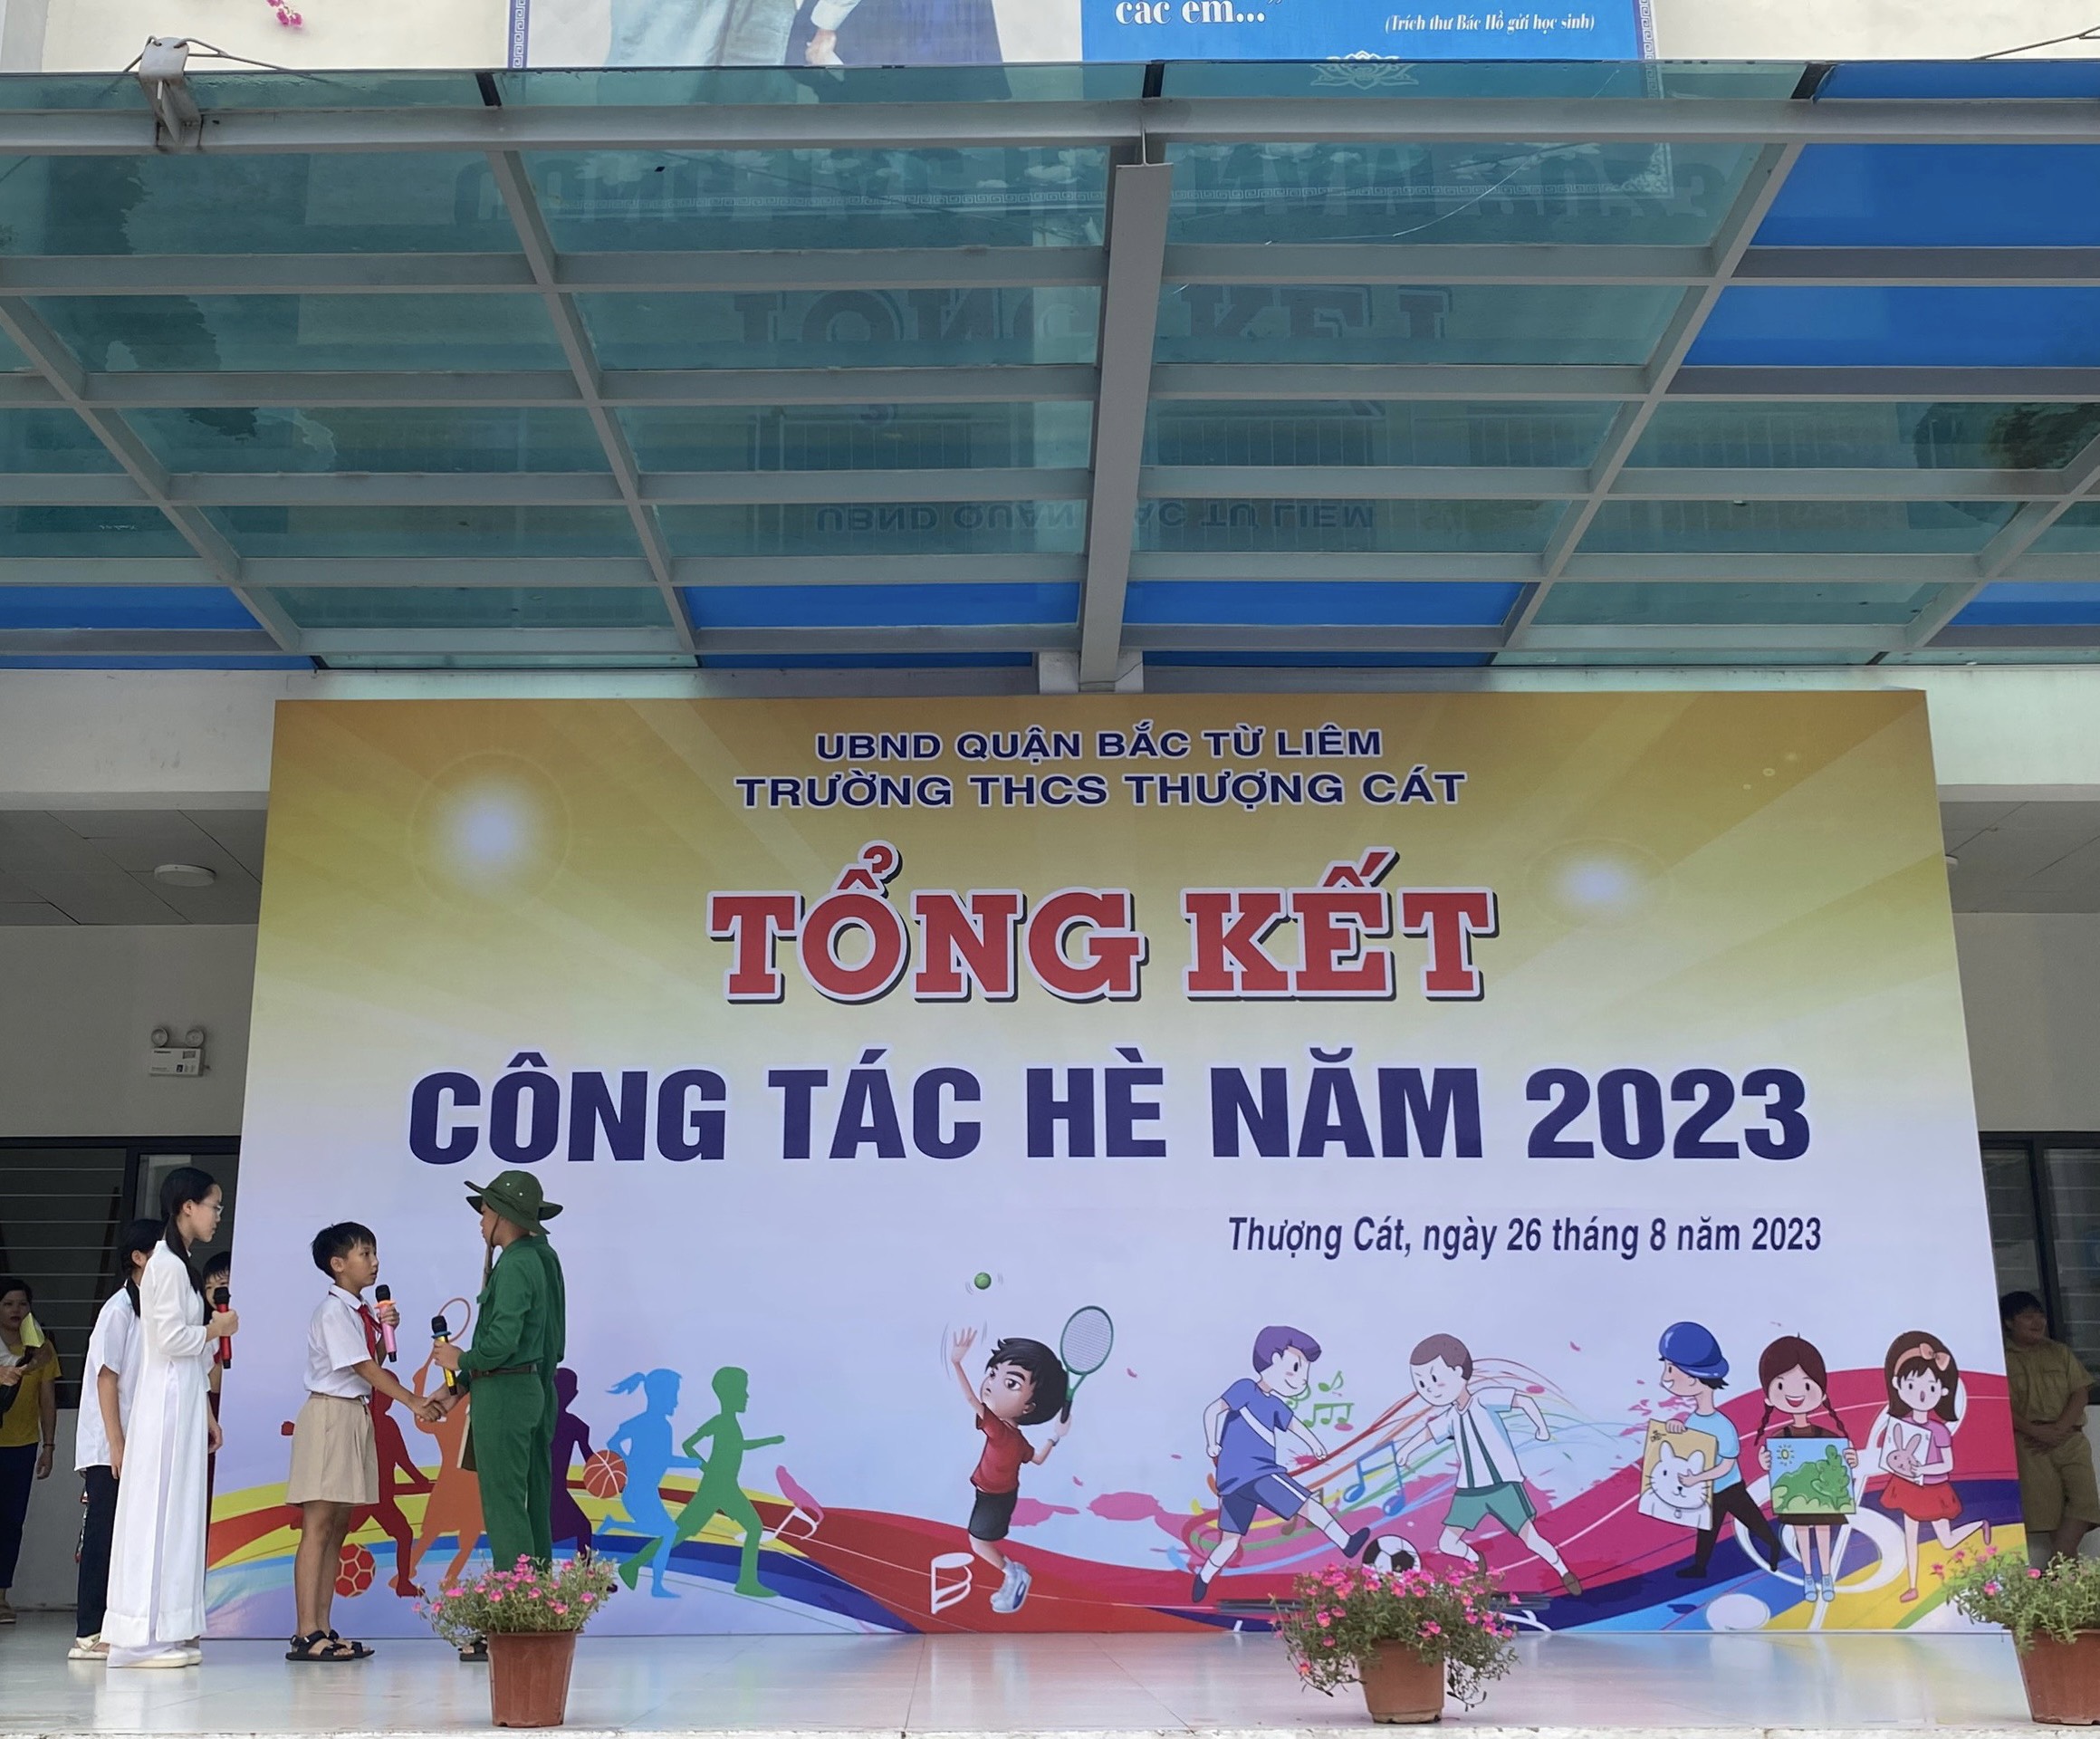 các em..."
(Trích thư Bác Hồ gửi học sinh)
UBND QUẬN BẮC TỪ LIÊM
TRƯỜNG THCS THƯỢNG CÁT
TỔNG KẾT
CÔNG TÁC HÈ NĂM 2023
Thượng Cát, ngày 26 tháng 8 năm 2023